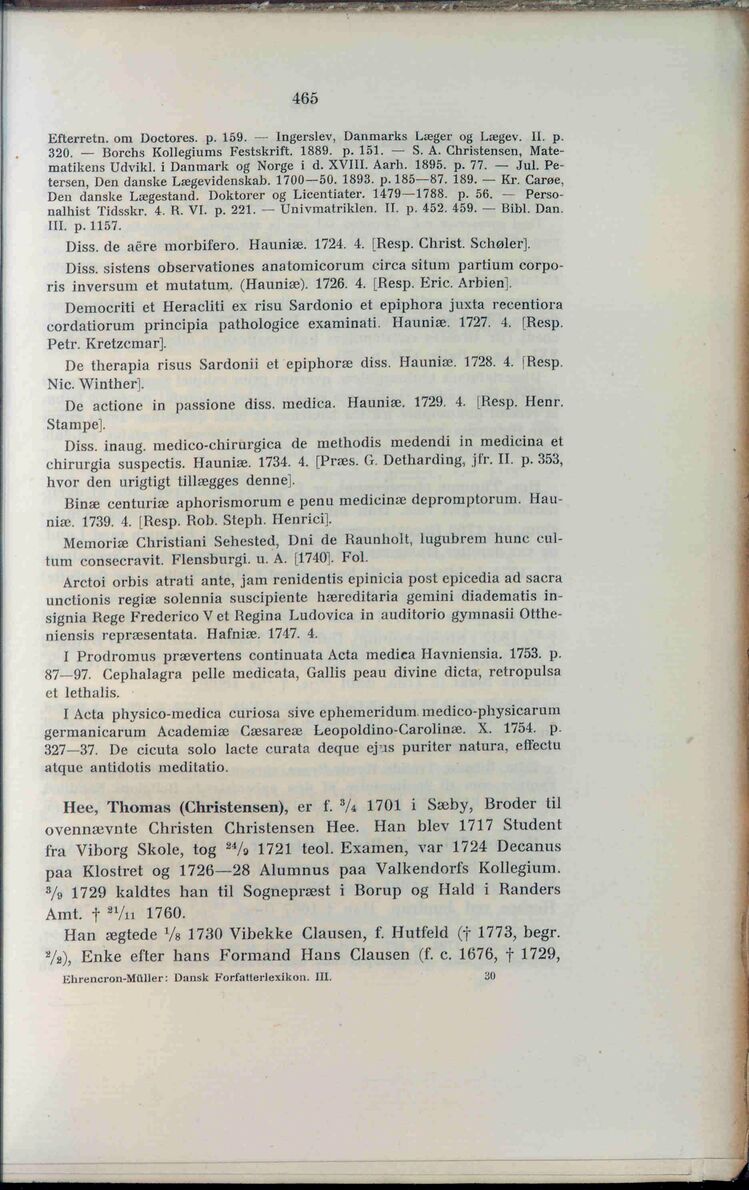 465
Efterretn. om Doctores. p. 159. — Ingerslev, Danmarks Læger og Lægev. II. p.
320. — Borchs Kollegiums Festskrift. 1889. p. 151. — S. A. Christensen, Mate-
matikens Udvikl. i Danmark og Norge i d. XVIII. Aarh. 1895. p. 77. — Jul. Pe-
tersen, Den danske Lægevidenskab. 1700—50. 1893. p. 185—87. 189. — Kr. Carøe,
Den danske Lægestand. Doktorer og Licentiater. 1479—1788. p. 56. — Perso-
nalhist Tidsskr. 4. R. VI. p. 221. — Univmatriklen. II. p. 452. 459. — Bibl. Dan.
III. p. 1157.
Diss. de aëre morbifero. Hauniæ. 1724. 4. [Resp. Christ. Schøler].
Diss. sistens observationes anatomicorum circa situm partium corpo-
ris inversum et mutatum. (Hauniæ). 1726. 4. [Resp. Eric. Arbien].
Democriti et Heracliti ex risu Sardonio et epiphora juxta recentiora
cordatiorum principia pathologice examinati. Hauniæ. 1727. 4. [Resp.
Petr. Kretzcmar].
De therapia risus Sardonii et epiphoræ diss. Hauniæ. 1728. 4. [Resp.
Nic. Winther].
De actione in passione diss. medica. Hauniæ. 1729. 4. [Resp. Henr.
Stampe].
Diss. inaug. medico-chirurgica de methodis medendi in medicina et
chirurgia suspectis. Hauniæ. 1734. 4. [Præs. G. Detharding, jfr. II. p. 353,
hvor den urigtigt tillægges denne].
Binæ centuriæ aphorismorum e penu medicinæ depromptorum. Hau-
niæ. 1739. 4. [Resp. Rob. Steph. Henrici].
Memoriæ Christiani Sehested, Dni de Raunholt, lugubrem hunc cul-
tum consecravit. Flensburgi. u. A. [1740]. Fol.
Arctoi orbis atrati ante, jam renidentis epinicia post epicedia ad sacra
unctionis regiæ solennia suscipiente hæreditaria gemini diadematis in-
signia Rege Frederico V et Regina Ludovica in auditorio gymnasii Otthe-
niensis repræsentata. Hafniæ. 1747. 4.
I Prodromus prævertens continuata Acta medica Havniensia. 1753. p.
87—97. Cephalagra pelle medicata, Gallis peau divine dicta, retropulsa
et lethalis.
I Acta physico-medica curiosa sive ephemeridum medico-physicarum
germanicarum Academiæ Cæsareæ Leopoldino-Carolinæ. X. 1754. p.
327—37. De cicuta solo lacte curata deque ejus puriter natura, effectu
atque antidotis meditatio.
Hee, Thomas (Christensen), er f. 3/4 1701 i Sæby, Broder til
ovennævnte Christen Christensen Hee. Han blev 1717 Student
fra Viborg Skole, tog 24/9 1721 teol. Examen, var 1724 Decanus
paa Klostret og 1726—28 Alumnus paa Valkendorfs Kollegium.
3/9 1729 kaldtes han til Sognepræst i Borup og Hald i Randers
Amt. † 21/11 1760.
Han ægtede 1/8 1730 Vibekke Clausen, f. Hutfeld († 1773, begr.
2/2), Enke efter hans Formand Hans Clausen (f. c. 1676, † 1729,
Ehrencron-Müller: Dansk Forfatterlexikon. III. 30